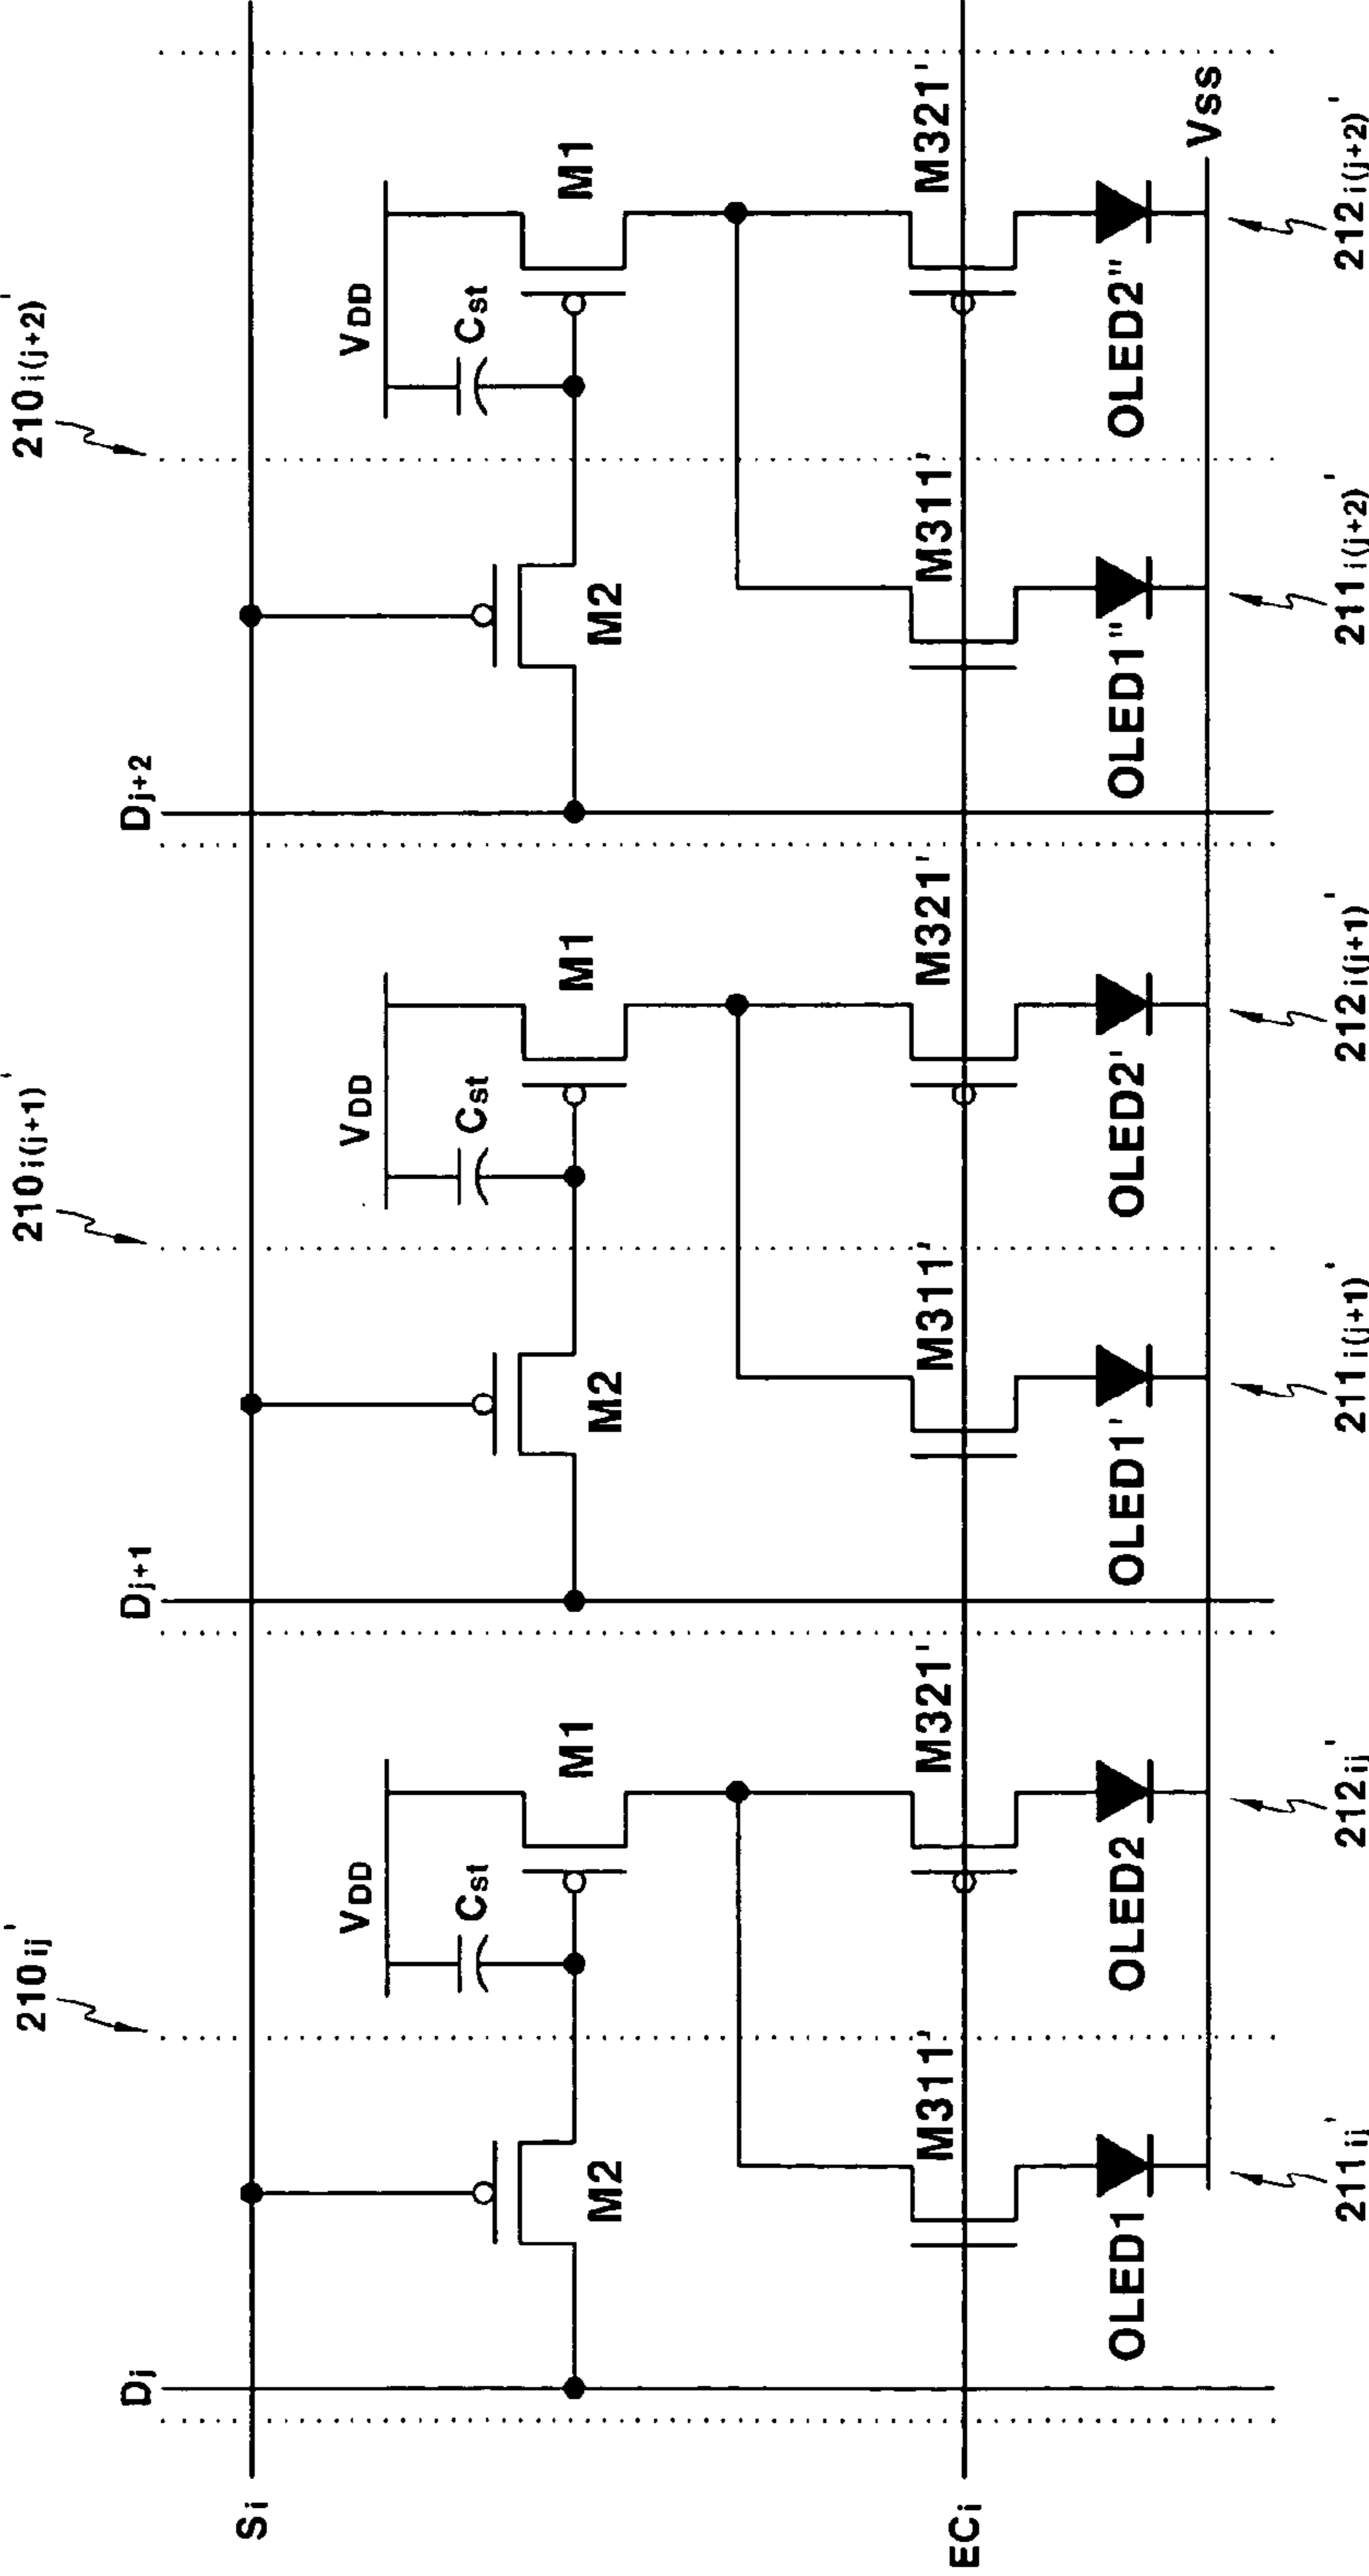 210ij' 210i(j+1)' 210i(j+2)'
Dj Dj+1 Dj+2
Si
VDD VDD VDD
Cst Cst Cst
M1 M1 M1
M2 M2 M2
M311' M321' M311' M321' M311' M321'
ECi
OLED1 OLED2 OLED1' OLED2' OLED1" OLED2"
Vss
211ij' 212ij' 211i(j+1)' 212i(j+1)' 211i(j+2)' 212i(j+2)'